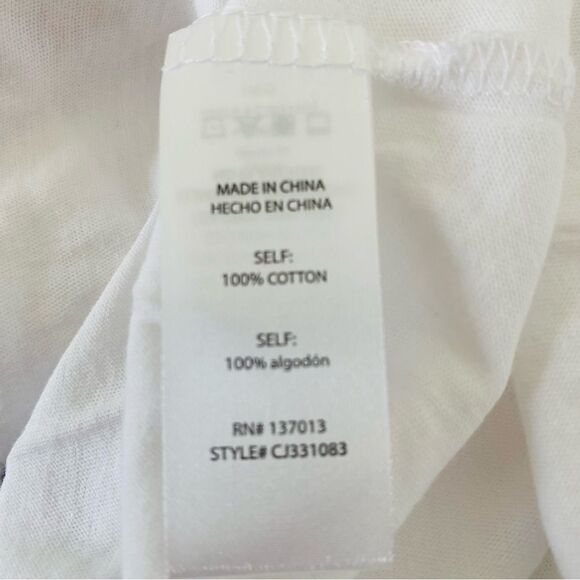 MADE IN CHINA
HECHO EN CHINA
SELF:
100% COTTON
SELF:
100% algodón
RN# 137013
STYLE# CJ331083